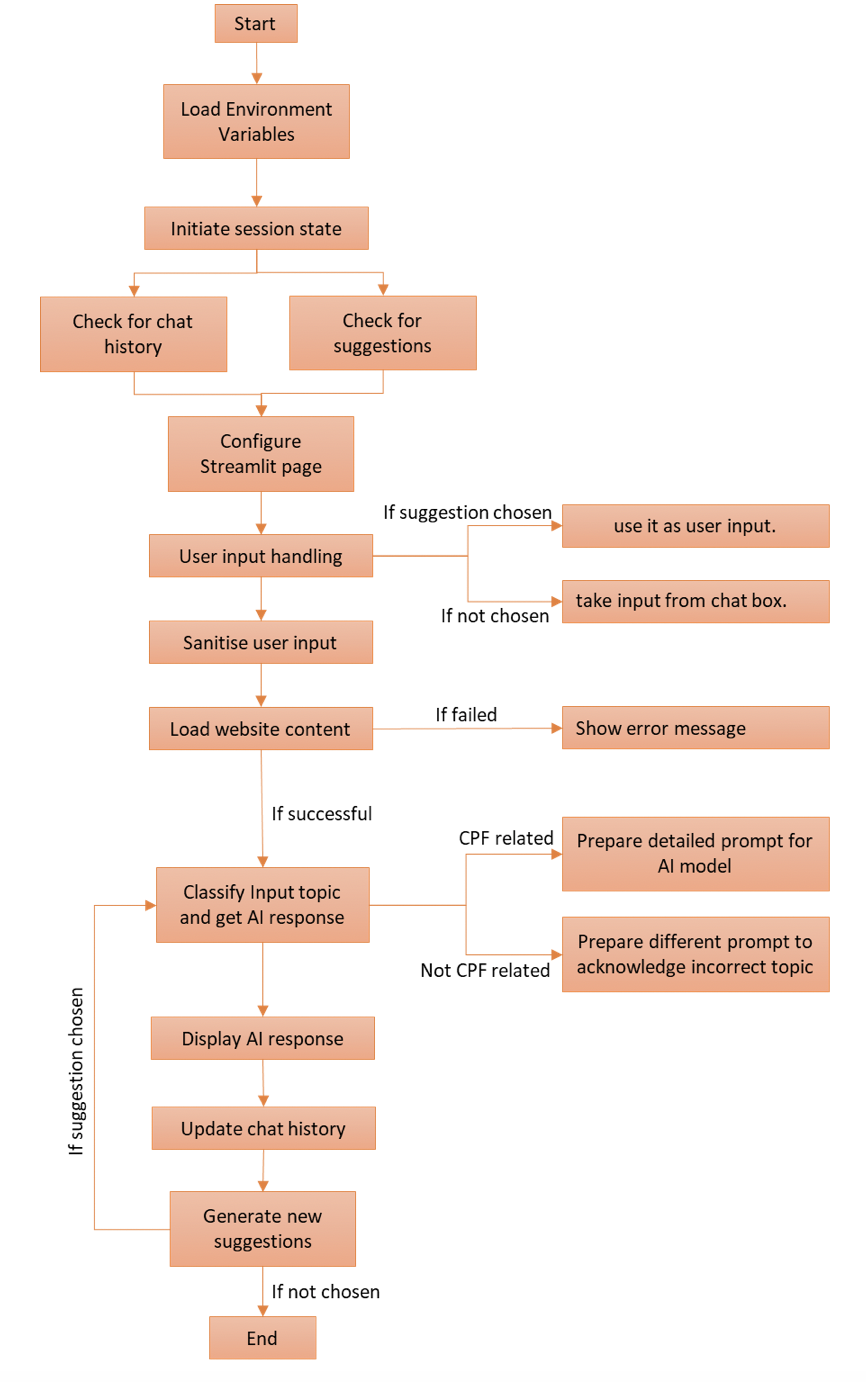 Start
Load Environment
Variables
Initiate session state
Check for chat
history
Check for
suggestions
Configure
Streamlit page
If suggestion chosen
use it as user input.
User input handling
take input from chat box.
If not chosen
Sanitise user input
Load website content
If failed
Show error message
If successful
CPF related
Prepare detailed prompt for
AI model
Classify Input topic
and get AI response
Prepare different prompt to
acknowledge incorrect topic
Not CPF related
If suggestion chosen
Display AI response
Update chat history
Generate new
suggestions
If not chosen
End